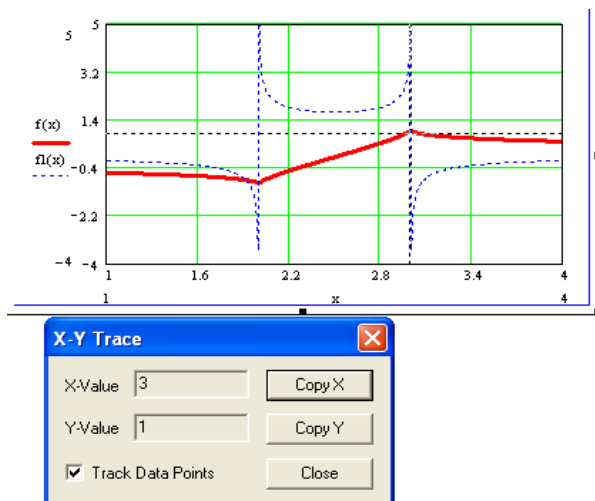 5 5
3.2
f(x) 1.4
f1(x) -0.4
-2.2
-4 -4
1 1.6 2.2 2.8 3.4 4
1 x 4
X-Y Trace
X-Value 3 Copy X
Y-Value 1 Copy Y
Track Data Points Close